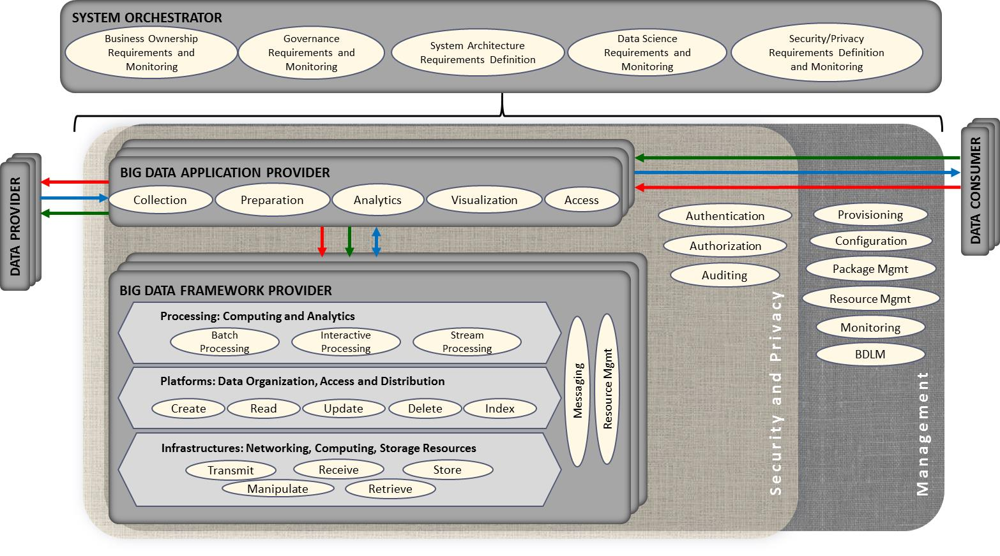 SYSTEM ORCHESTRATOR
Business Ownership
Requirements and
Monitoring
Governance
Requirements and
Monitoring
System Architecture
Requirements Definition
Data Science
Requirements and
Monitoring
Security/Privacy
Requirements Definition
and Monitoring
DATA PROVIDER
BIG DATA APPLICATION PROVIDER
Collection
Preparation
Analytics
Visualization
Access
DATA CONSUMER
Authentication
Authorization
Auditing
Security and Privacy
Provisioning
Configuration
Package Mgmt
Resource Mgmt
Monitoring
BDLM
Management
BIG DATA FRAMEWORK PROVIDER
Processing: Computing and Analytics
Batch
Processing
Interactive
Processing
Stream
Processing
Platforms: Data Organization, Access and Distribution
Create
Read
Update
Delete
Index
Infrastructures: Networking, Computing, Storage Resources
Transmit
Receive
Store
Manipulate
Retrieve
Messaging
Resource Mgmt